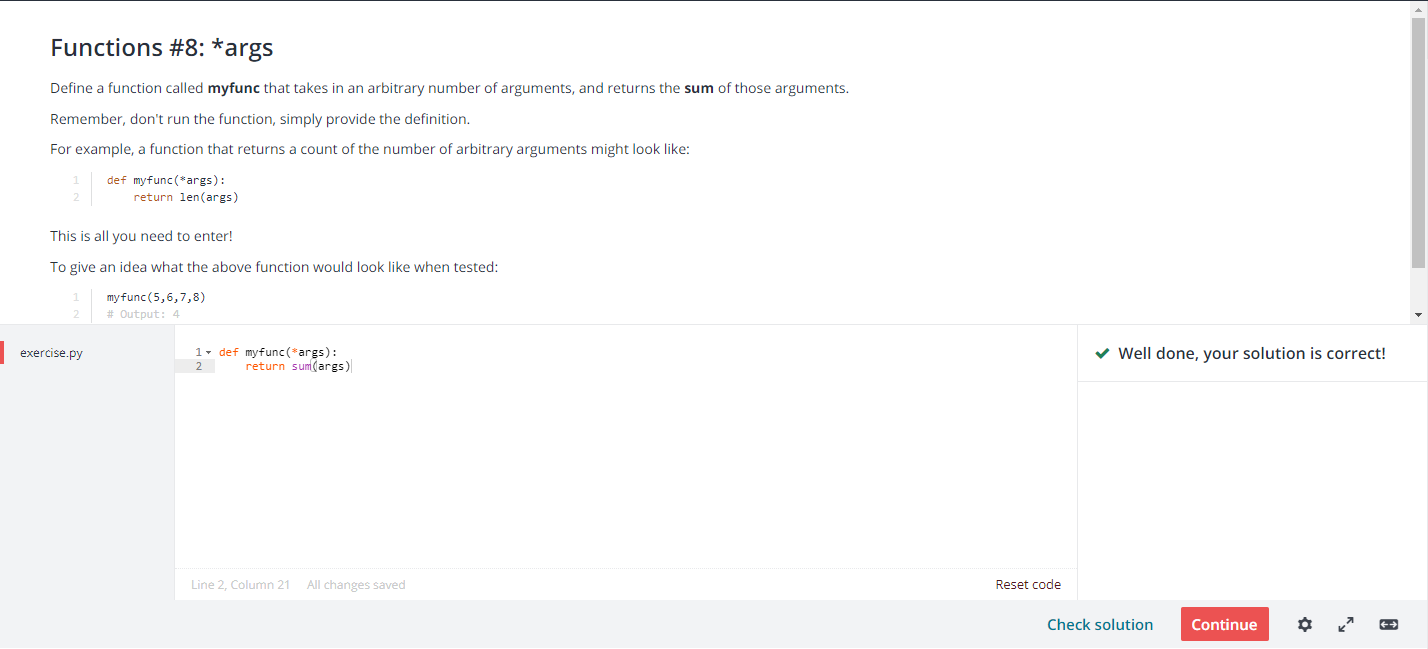 Functions #8: *args
Define a function called myfunc that takes in an arbitrary number of arguments, and returns the sum of those arguments.
Remember, don't run the function, simply provide the definition.
For example, a function that returns a count of the number of arbitrary arguments might look like:
1 def myfunc(*args):
2     return len(args)
This is all you need to enter!
To give an idea what the above function would look like when tested:
1 myfunc(5,6,7,8)
2 # Output: 4
exercise.py
1 def myfunc(*args):
2     return sum(args)
Well done, your solution is correct!
Line 2, Column 21 All changes saved
Reset code
Check solution
Continue